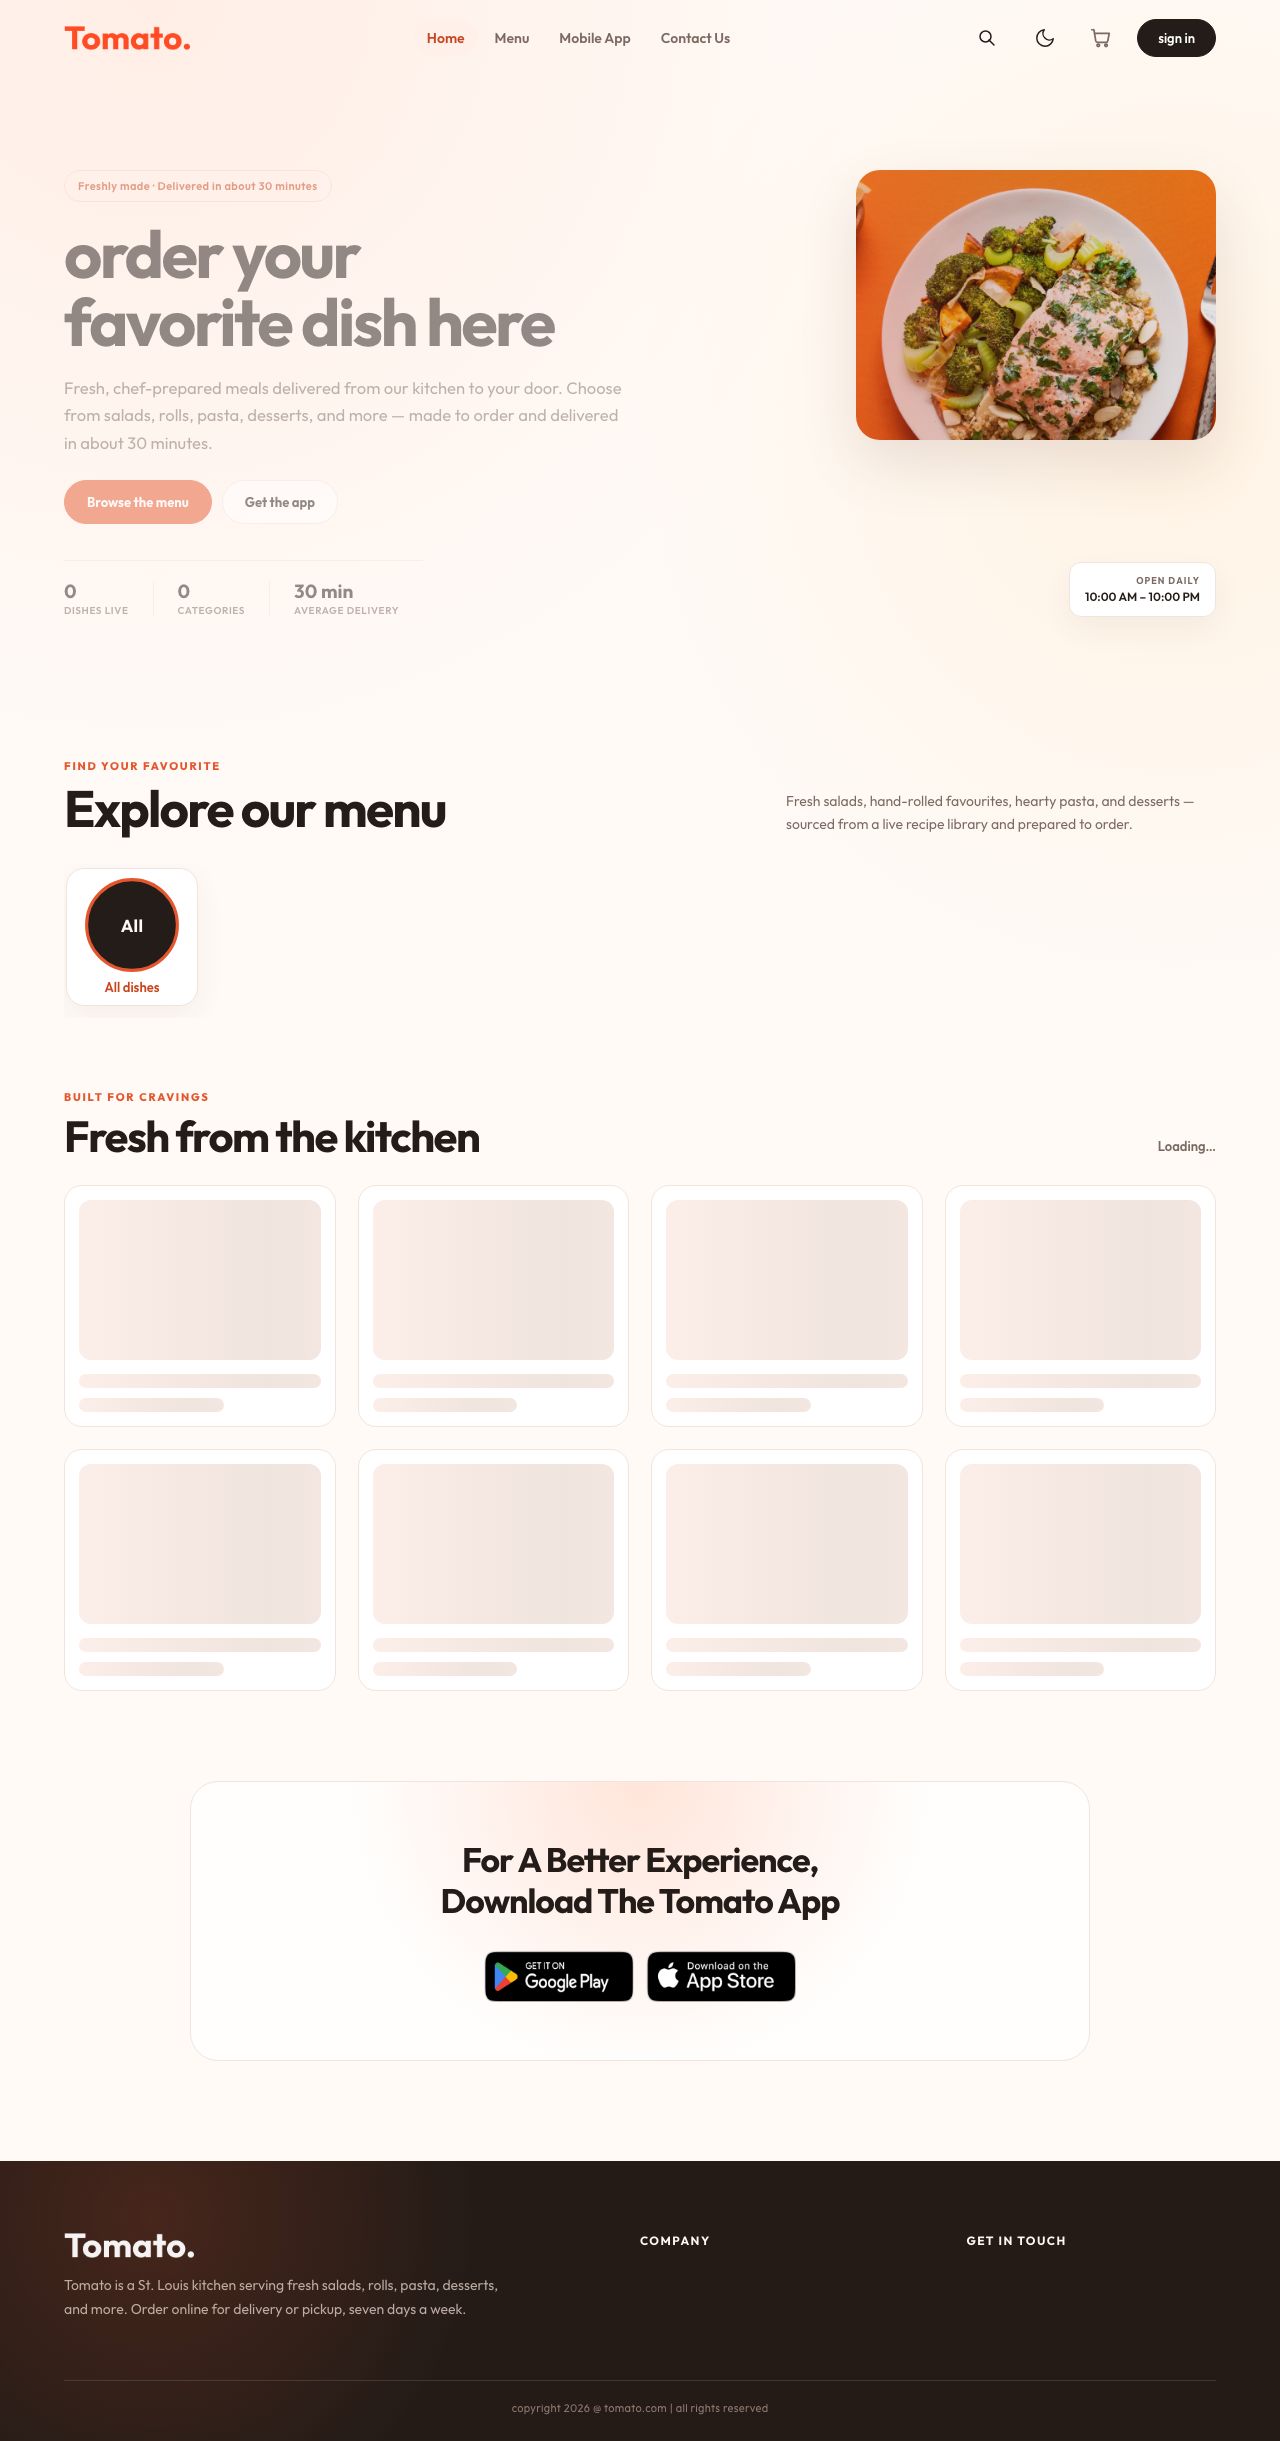 Tomato.
Home
Menu
Mobile App
Contact Us
sign in
Freshly made · Delivered in about 30 minutes
order your
favorite dish here
Fresh, chef-prepared meals delivered from our kitchen to your door. Choose
from salads, rolls, pasta, desserts, and more — made to order and delivered
in about 30 minutes.
Browse the menu
Get the app
0
DISHES LIVE
0
CATEGORIES
30 min
AVERAGE DELIVERY
OPEN DAILY
10:00 AM – 10:00 PM
FIND YOUR FAVOURITE
Explore our menu
Fresh salads, hand-rolled favourites, hearty pasta, and desserts —
sourced from a live recipe library and prepared to order.
All
All dishes
BUILT FOR CRAVINGS
Fresh from the kitchen
Loading...
For A Better Experience,
Download The Tomato App
GET IT ON
Google Play
Download on the
App Store
Tomato.
Tomato is a St. Louis kitchen serving fresh salads, rolls, pasta, desserts,
and more. Order online for delivery or pickup, seven days a week.
COMPANY
GET IN TOUCH
copyright 2026 @ tomato.com | all rights reserved